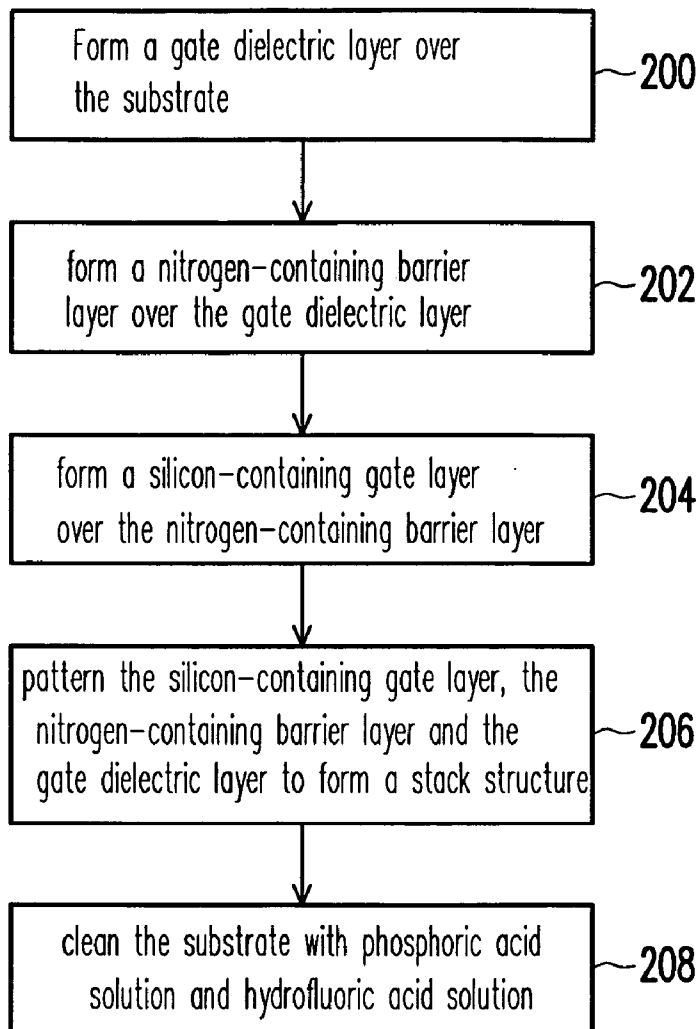 Form a gate dielectric layer over
the substrate
200
form a nitrogen-containing barrier
layer over the gate dielectric layer
202
form a silicon-containing gate layer
over the nitrogen-containing barrier layer
204
pattern the silicon-containing gate layer, the
nitrogen-containing barrier layer and the
gate dielectric layer to form a stack structure
206
clean the substrate with phosphoric acid
solution and hydrofluoric acid solution
208